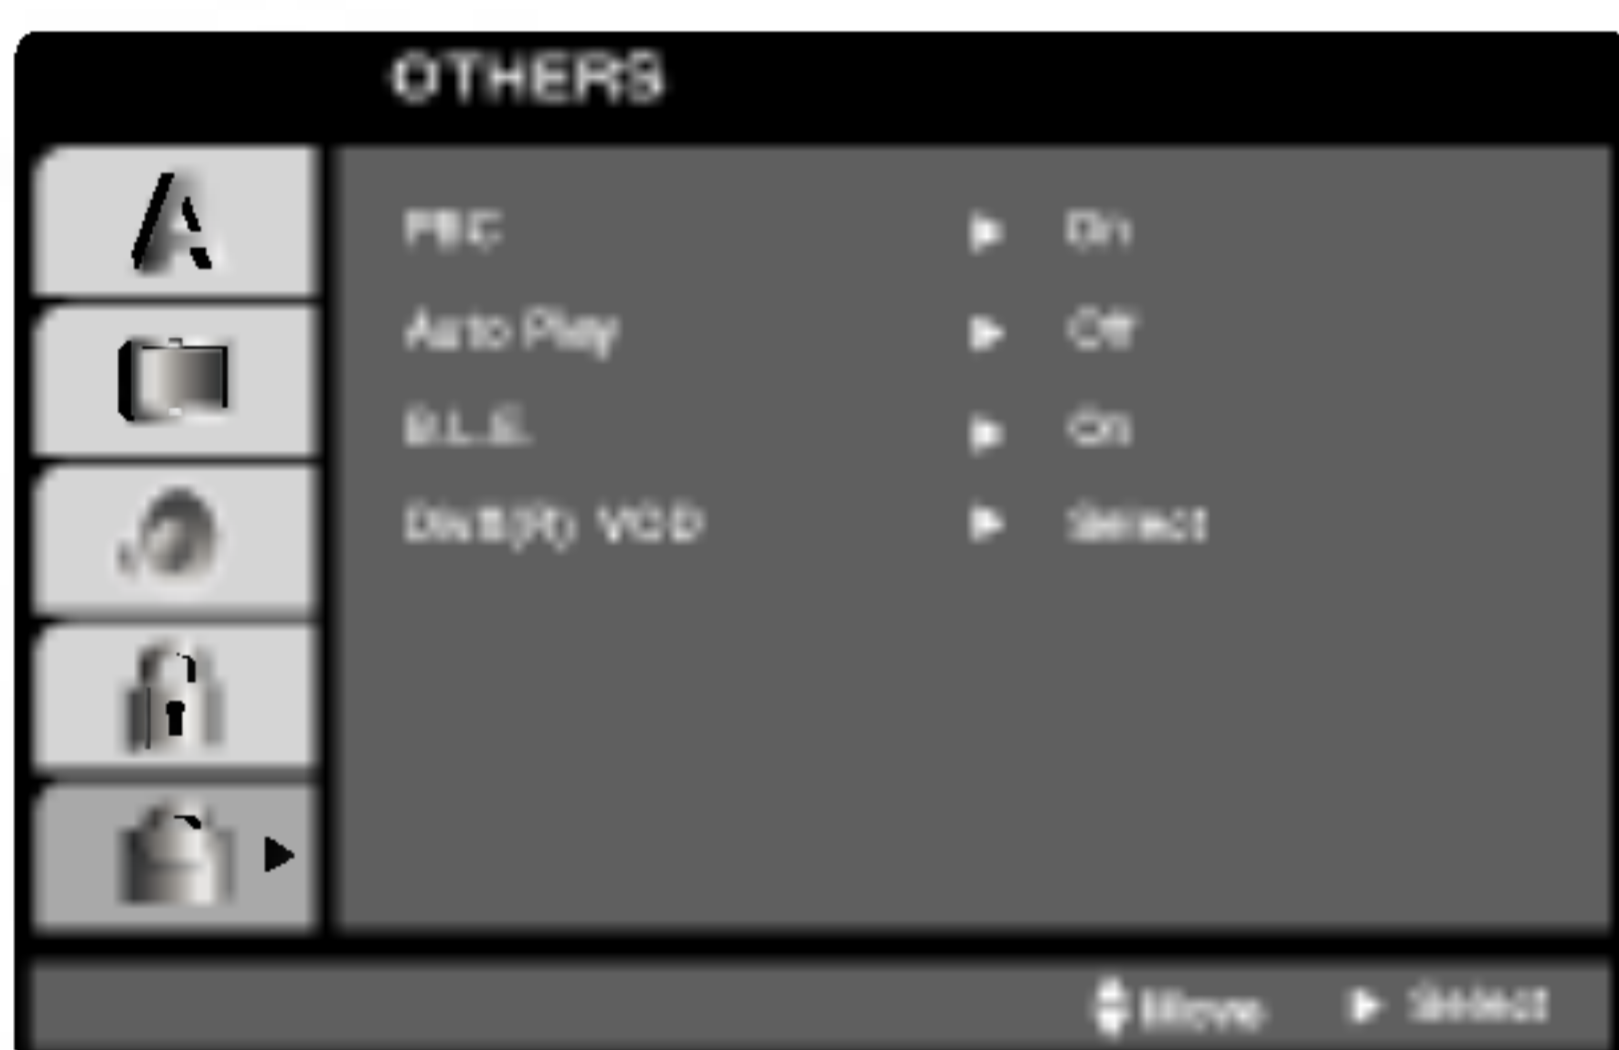 OTHERS
PBC ► On
Auto Play ► Off
B.L.E. ► On
DivX(R) VOD ► Select
Move ► Select